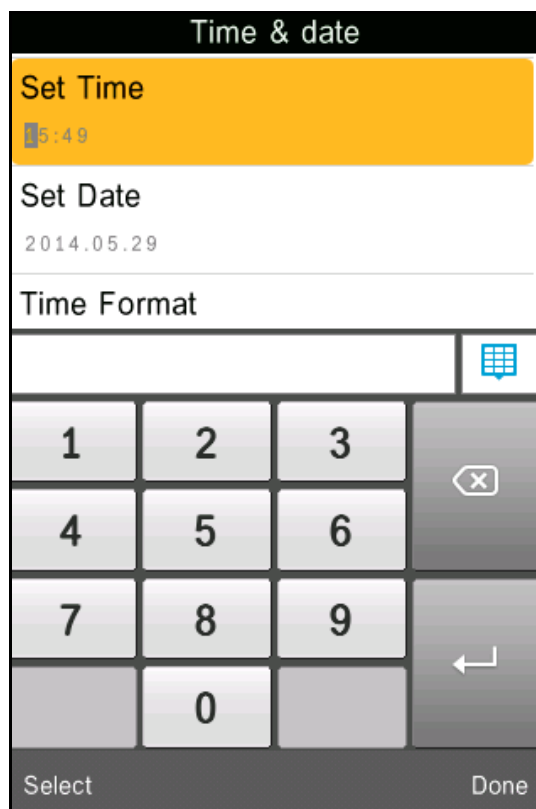 Time & date
Set Time
15:49
Set Date
2014.05.29
Time Format
1 2 3
4 5 6
7 8 9
0
Select Done